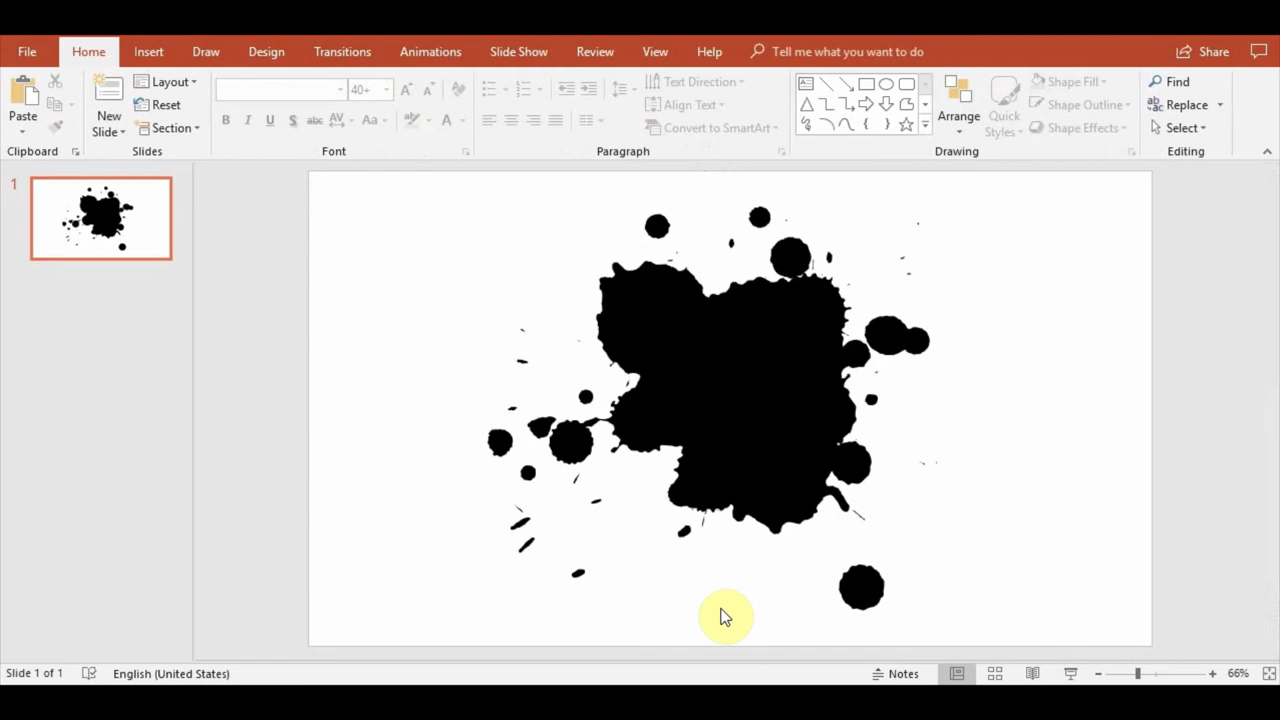 File Home Insert Draw Design Transitions Animations Slide Show Review View Help Tell me what you want to do Share
Paste
Clipboard
New Slide
Layout
Reset
Section
Slides
40+
B I U S abc AV Aa A
Font
Text Direction
Align Text
Convert to SmartArt
Paragraph
Arrange
Quick Styles
Shape Fill
Shape Outline
Shape Effects
Drawing
Find
Replace
Select
Editing
1
Slide 1 of 1 English (United States) Notes 66%